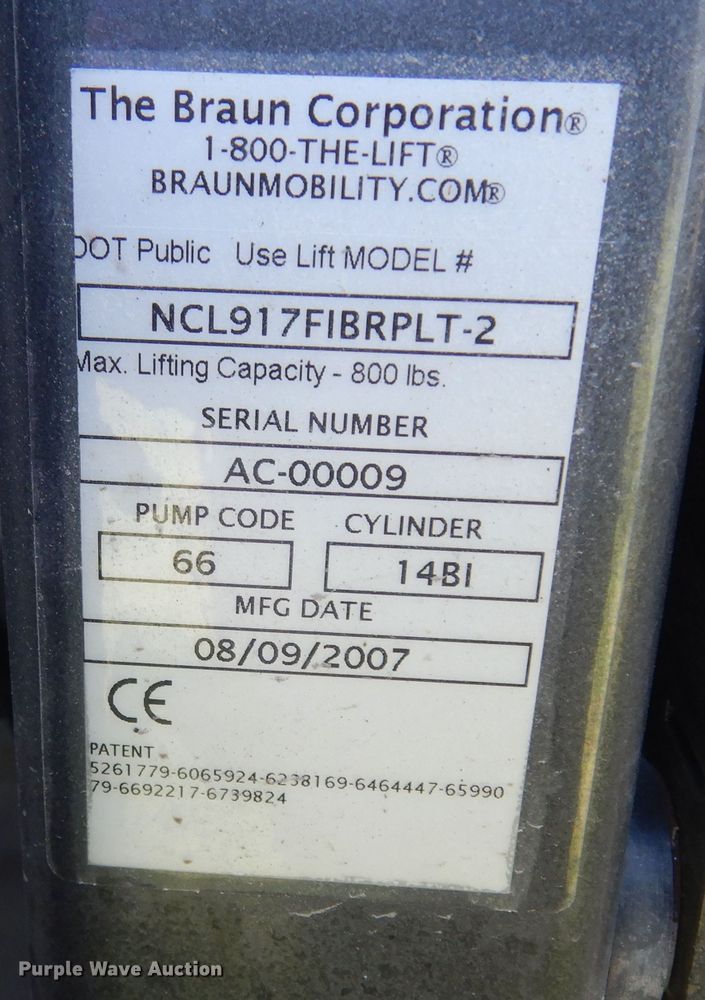 The Braun Corporation®
1-800-THE-LIFT®
BRAUNMOBILITY.COM®
DOT Public Use Lift MODEL #
NCL917FIBRPLT-2
Max. Lifting Capacity - 800 lbs.
SERIAL NUMBER
AC-00009
PUMP CODE CYLINDER
66 14BI
MFG DATE
08/09/2007
CE
PATENT
5261779-6065924-6238169-6464447-65990
79-6692217-6739824
Purple Wave Auction